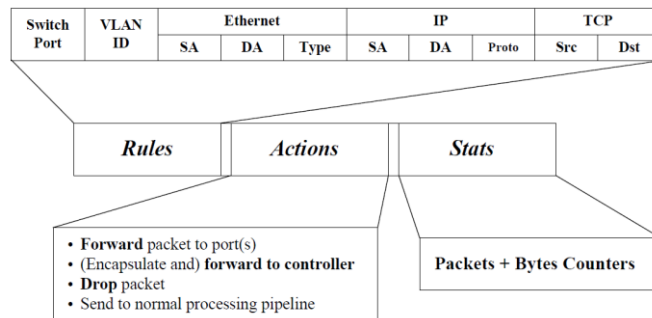 Switch Port VLAN ID Ethernet IP TCP
SA DA Type SA DA Proto Src Dst
Rules Actions Stats
• Forward packet to port(s)
• (Encapsulate and) forward to controller
• Drop packet
• Send to normal processing pipeline
Packets + Bytes Counters